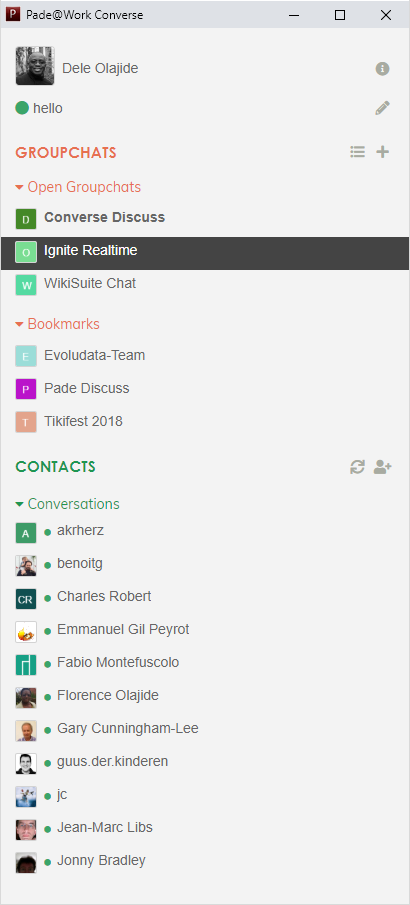 Pade@Work Converse
Dele Olajide
hello
GROUPCHATS
Open Groupchats
D Converse Discuss
O Ignite Realtime
W WikiSuite Chat
Bookmarks
E Evoludata-Team
P Pade Discuss
T Tikifest 2018
CONTACTS
Conversations
A akrherz
benoitg
CR Charles Robert
Emmanuel Gil Peyrot
Fabio Montefuscolo
Florence Olajide
Gary Cunningham-Lee
guus.der.kinderen
jc
Jean-Marc Libs
Jonny Bradley